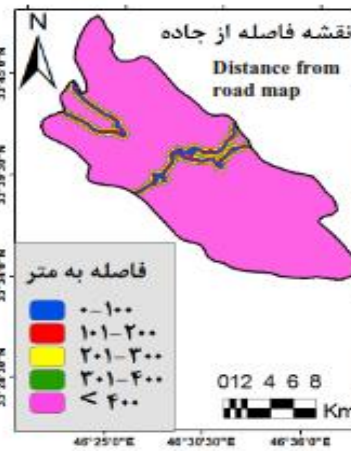 N
نقشه فاصله از جاده
Distance from
road map
فاصله به متر
۰-۱۰۰
۱۰۱-۲۰۰
۲۰۱-۳۰۰
۳۰۱-۴۰۰
< ۴۰۰
012 4 6 8
Km
46°25'0"E 46°30'30"E 46°36'0"E